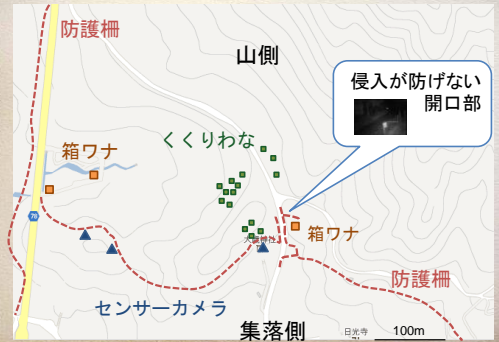 防護柵
山側
侵入が防げない
開口部
くくりわな
箱ワナ
76
箱ワナ
防護柵
センサーカメラ
集落側
日光寺
100m